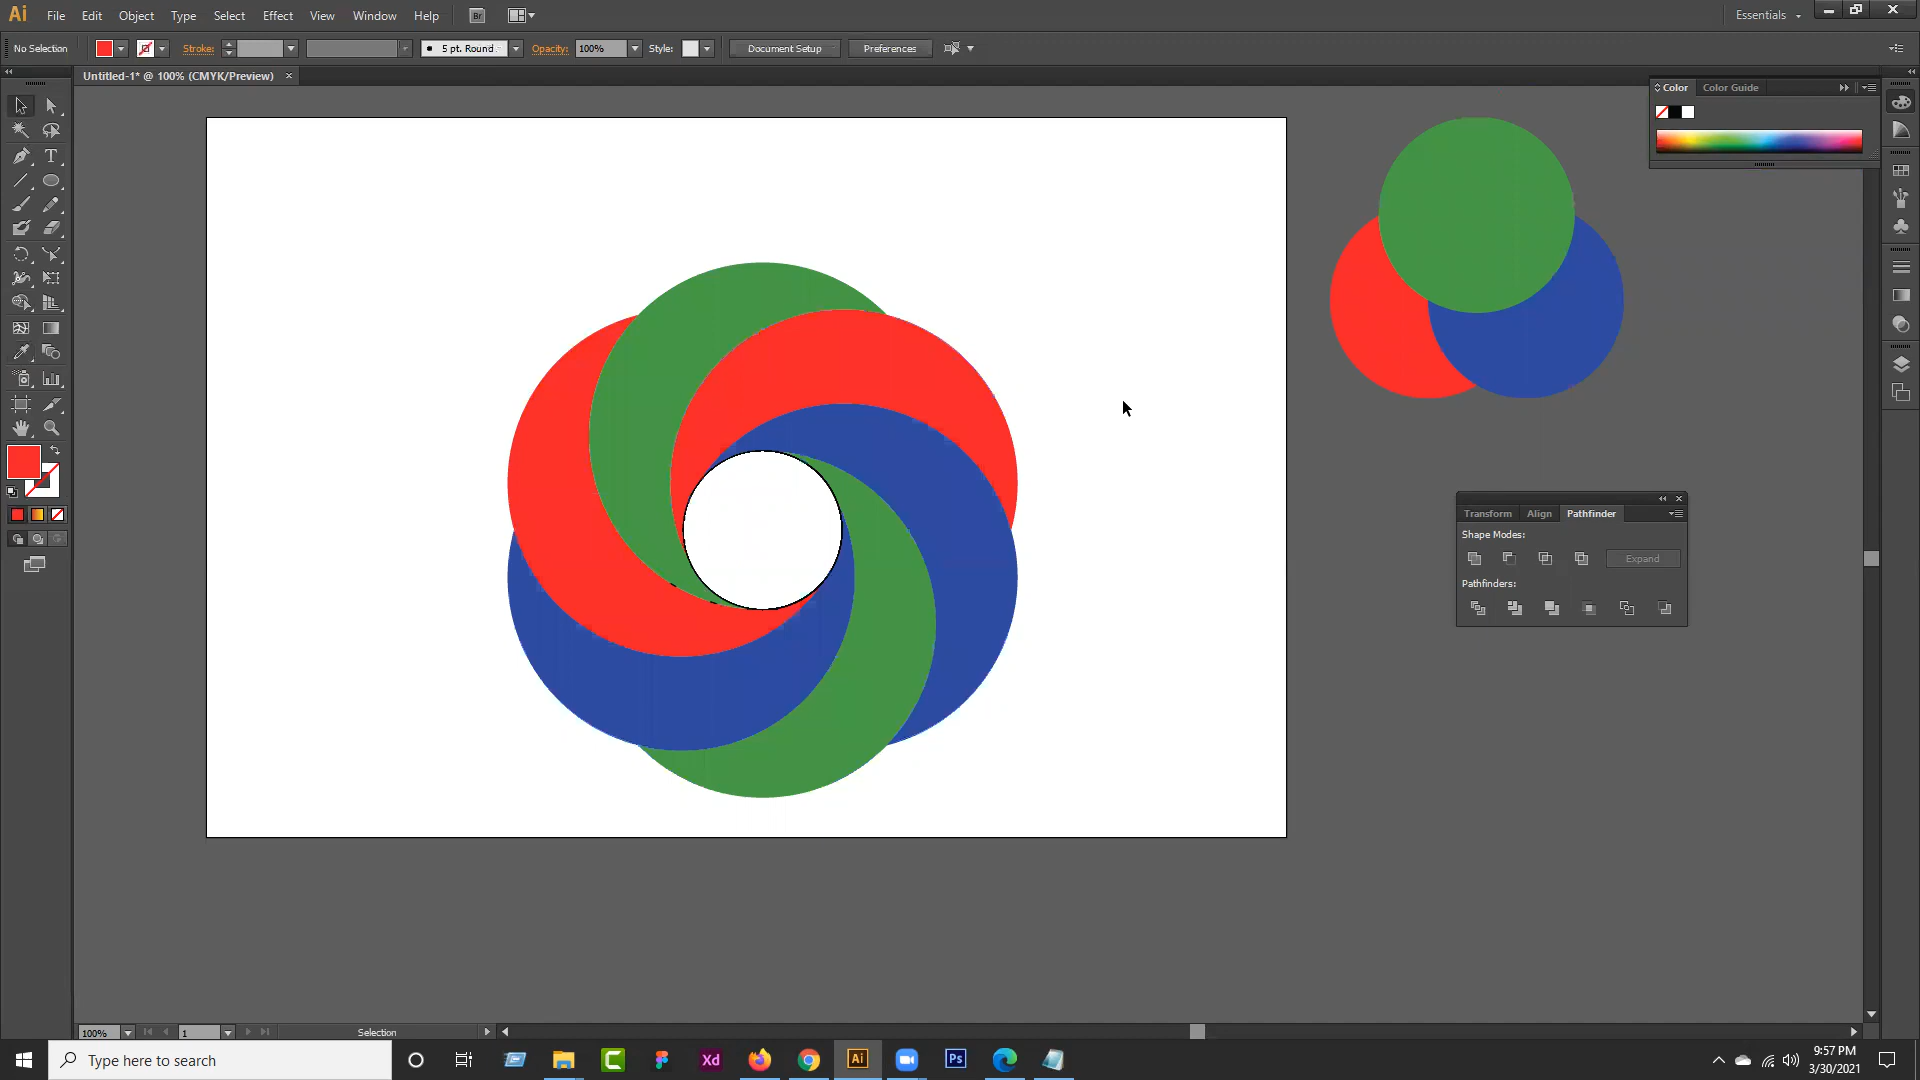 Ai File Edit Object Type Select Effect View Window Help Br Essentials
No Selection Stroke: 5 pt. Round Opacity: 100% Style: Document Setup Preferences
Untitled-1* @ 100% (CMYK/Preview)
Color Color Guide
T
Transform Align Pathfinder
Shape Modes:
Expand
Pathfinders:
100% 1 Selection
Type here to search Xd Ai Ps 9:57 PM
3/30/2021